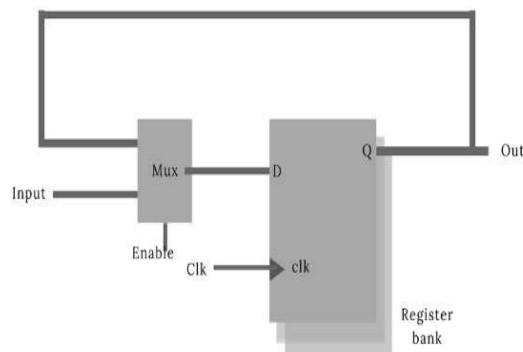 Q
Out
Mux
D
Input
Enable
Clk
clk
Register
bank